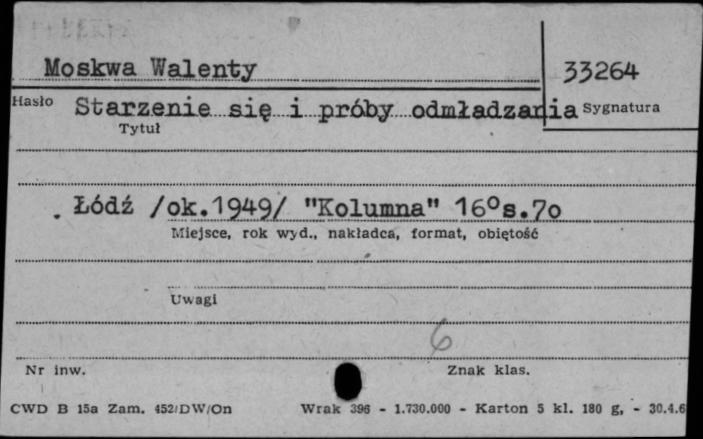 Moskwa Walenty
33264
Hasło Starzenie się i próby odmładzania Sygnatura
Tytuł
Łódź /ok.1949/ "Kolumna" 16°s.70
Miejsce, rok wyd., nakładca, format, objętość
Uwagi
6
Nr inw. Znak klas.
CWD B 15a Zam. 452/DW/On Wrak 396 - 1.730.000 - Karton 5 kl. 180 g, - 30.4.6